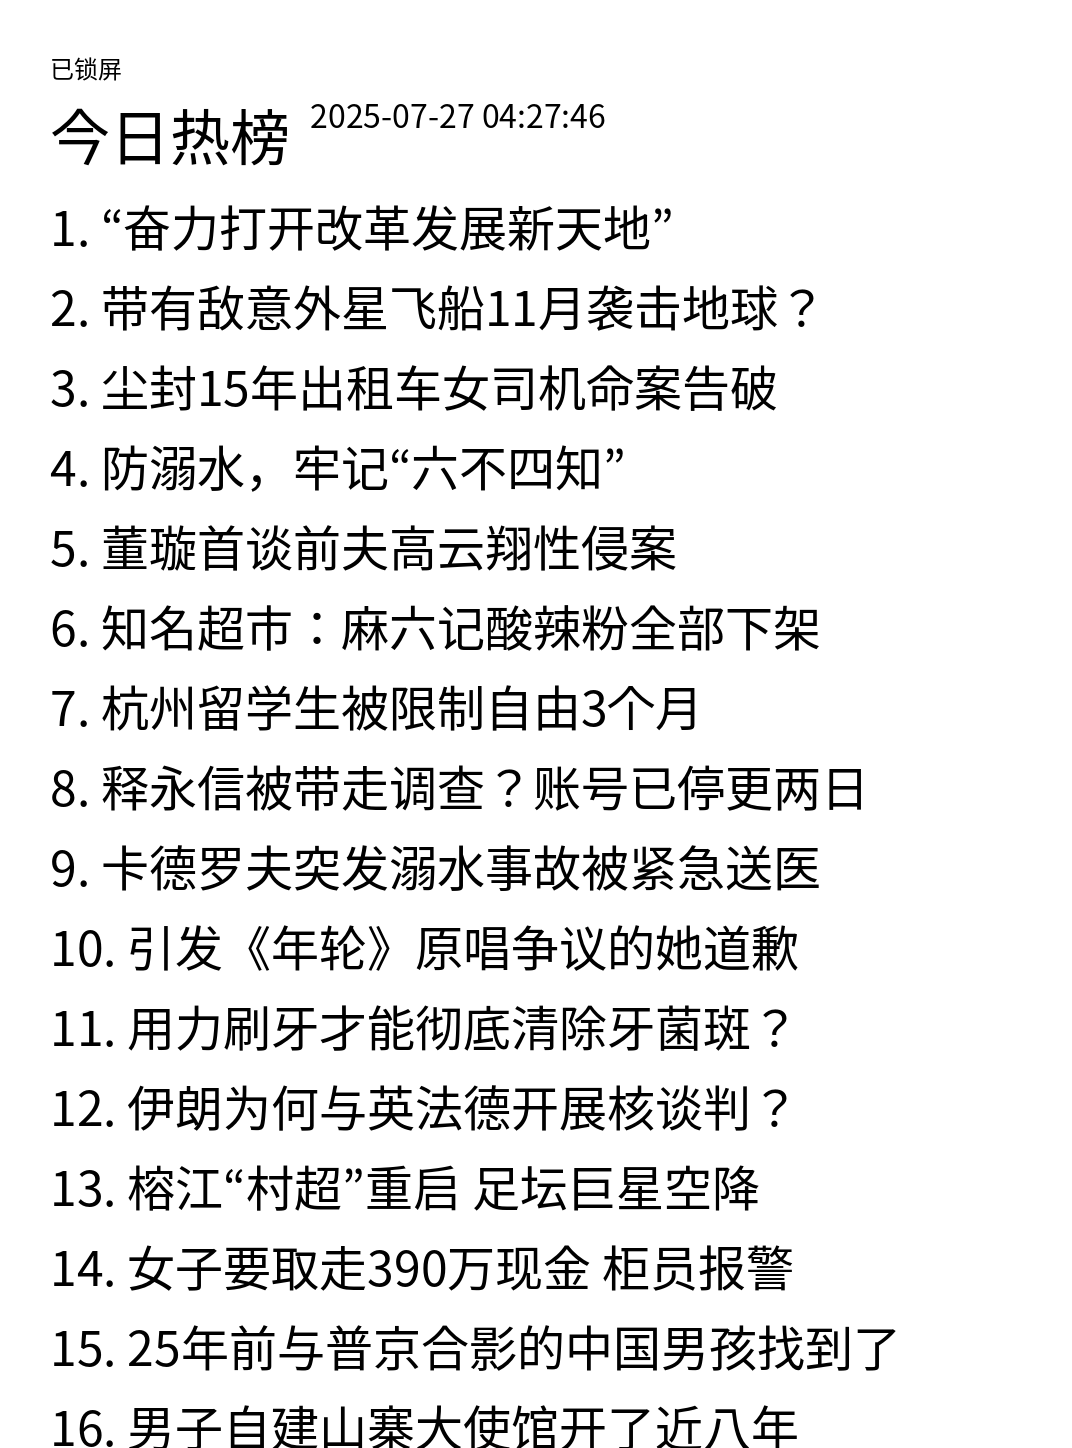 已锁屏
今日热榜 2025-07-27 04:27:46
1. “奋力打开改革发展新天地”
2. 带有敌意外星飞船11月袭击地球？
3. 尘封15年出租车女司机命案告破
4. 防溺水，牢记“六不四知”
5. 董璇首谈前夫高云翔性侵案
6. 知名超市：麻六记酸辣粉全部下架
7. 杭州留学生被限制自由3个月
8. 释永信被带走调查？账号已停更两日
9. 卡德罗夫突发溺水事故被紧急送医
10. 引发《年轮》原唱争议的她道歉
11. 用力刷牙才能彻底清除牙菌斑？
12. 伊朗为何与英法德开展核谈判？
13. 榕江“村超”重启 足坛巨星空降
14. 女子要取走390万现金 柜员报警
15. 25年前与普京合影的中国男孩找到了
16. 男子自建山寨大使馆开了近八年